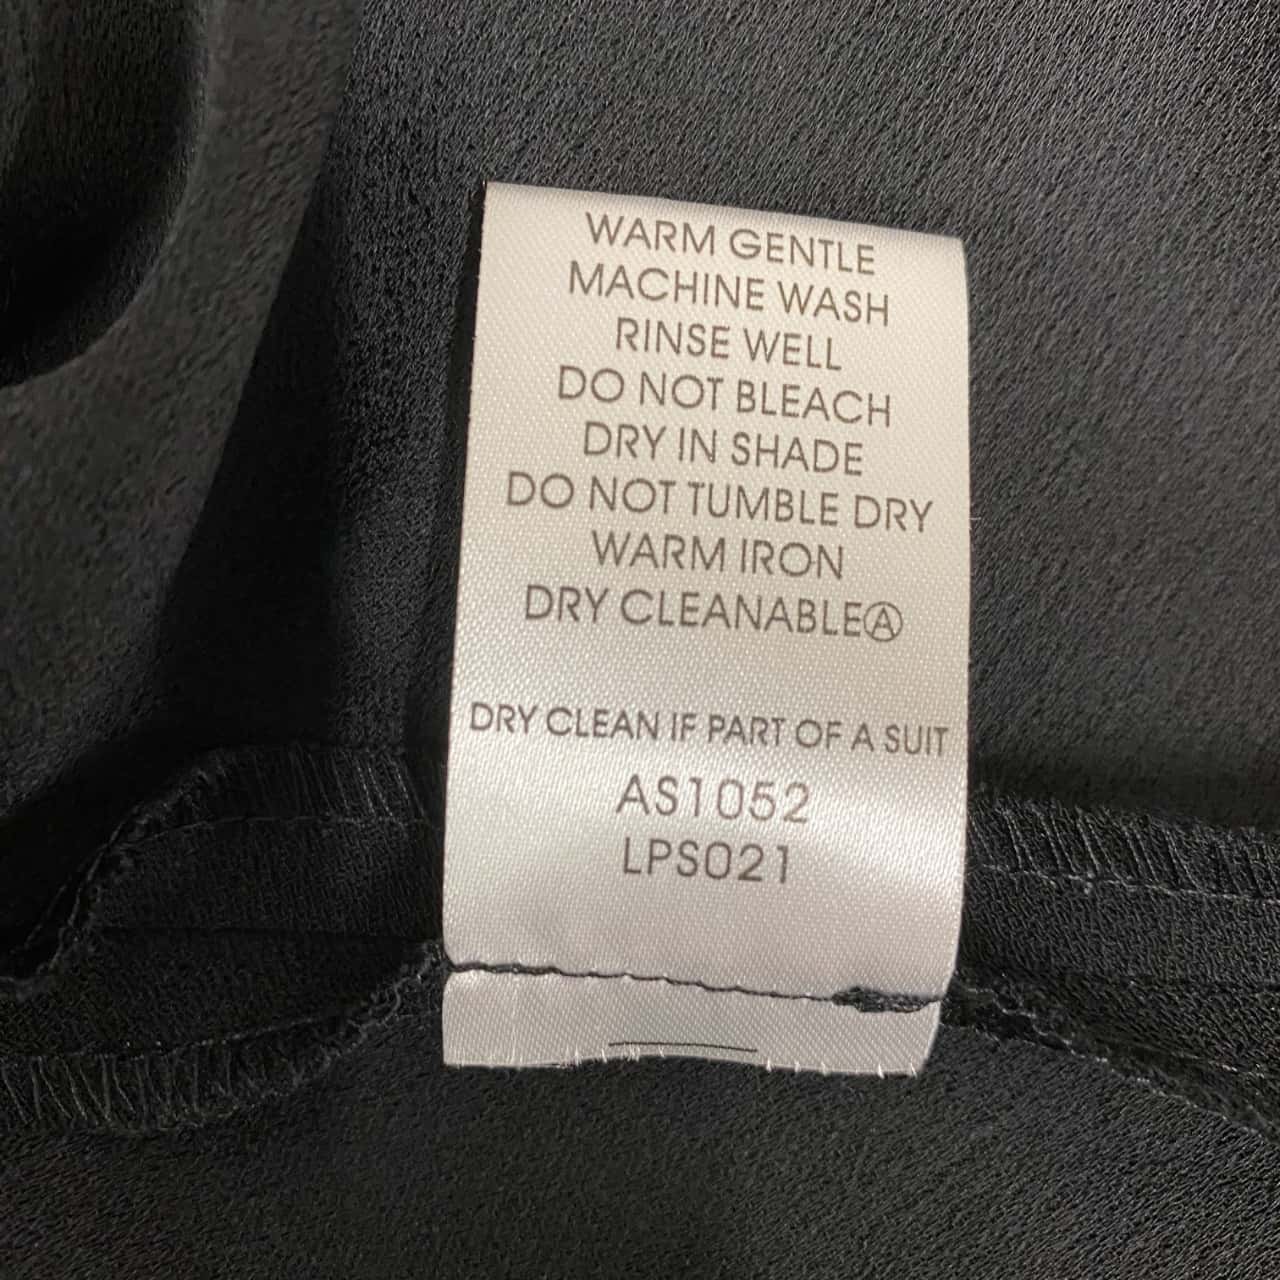 WARM GENTLE
MACHINE WASH
RINSE WELL
DO NOT BLEACH
DRY IN SHADE
DO NOT TUMBLE DRY
WARM IRON
DRY CLEANABLEⒶ
DRY CLEAN IF PART OF A SUIT
AS1052
LPS021